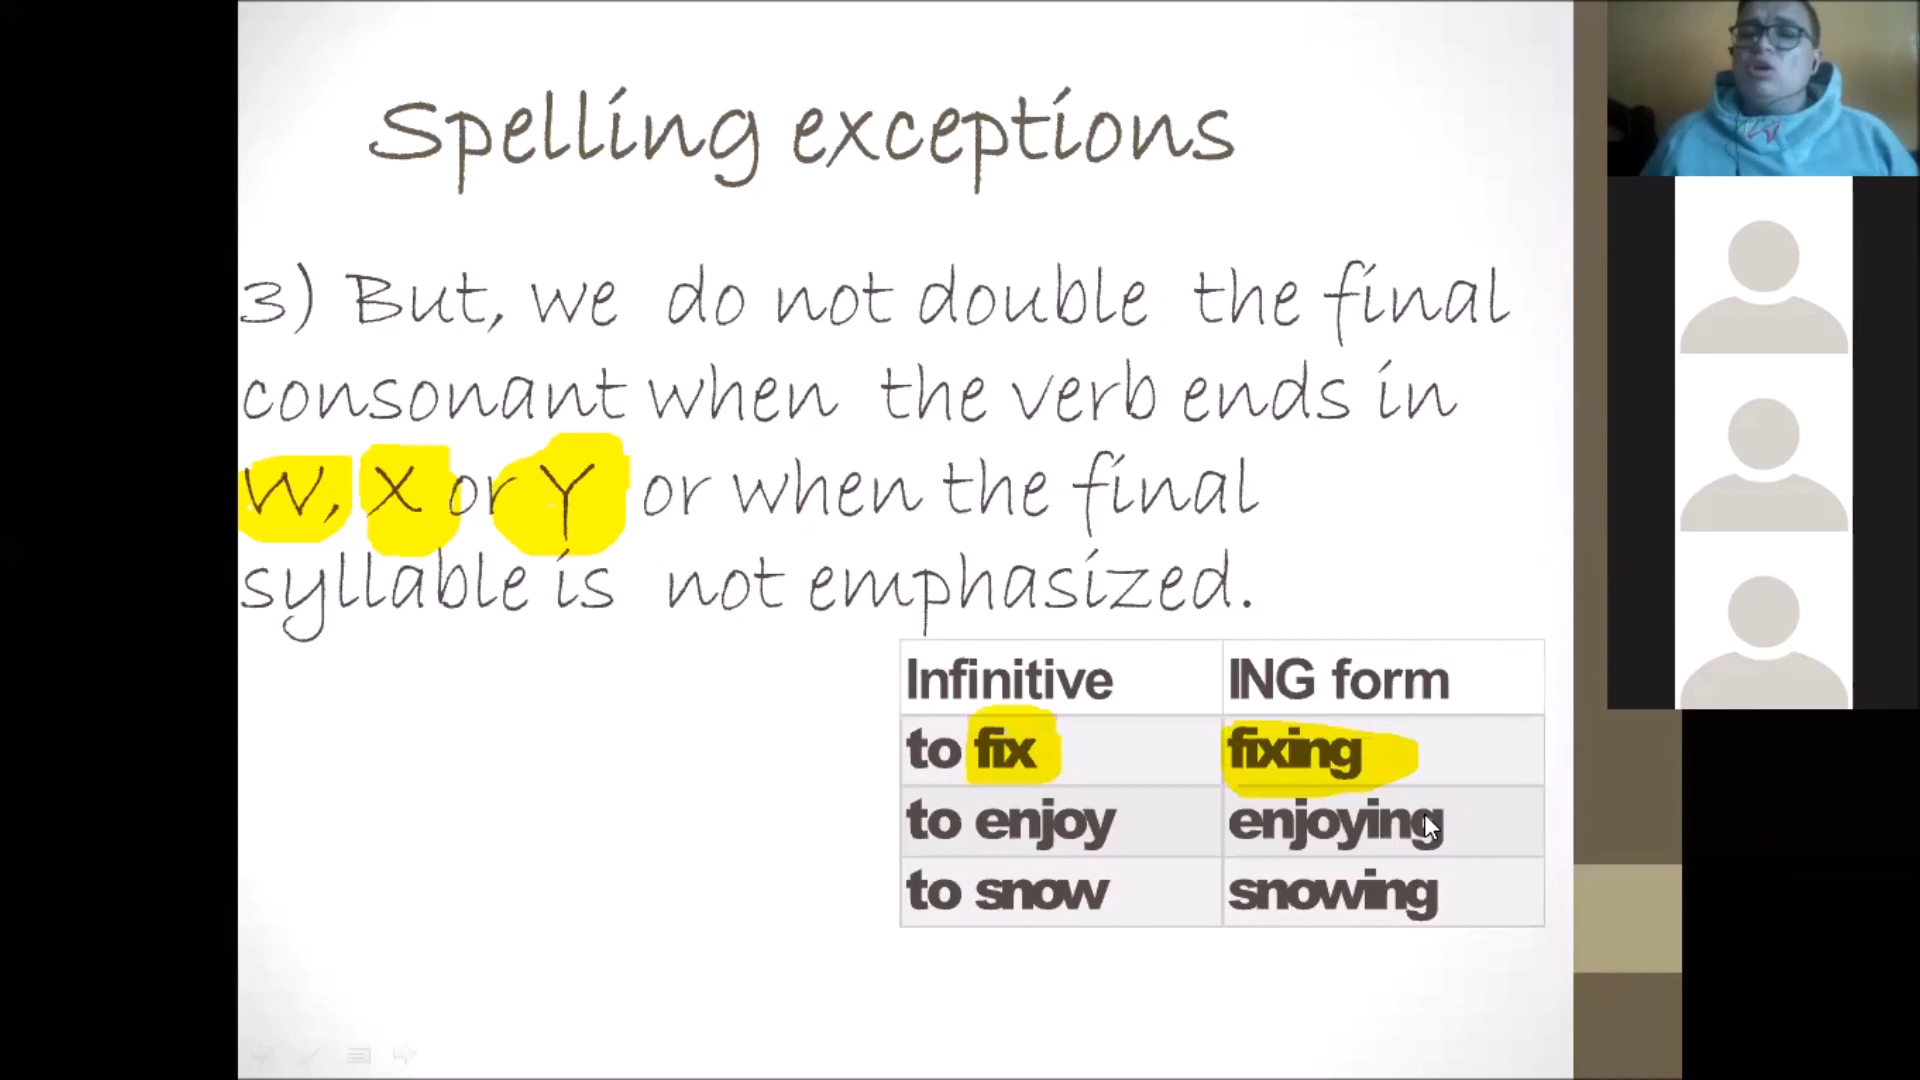 Spelling exceptions
3) But, we do not double the final
consonant when the verb ends in
W, X or Y or when the final
syllable is not emphasized.
Infinitive ING form
to fix fixing
to enjoy enjoying
to snow snowing